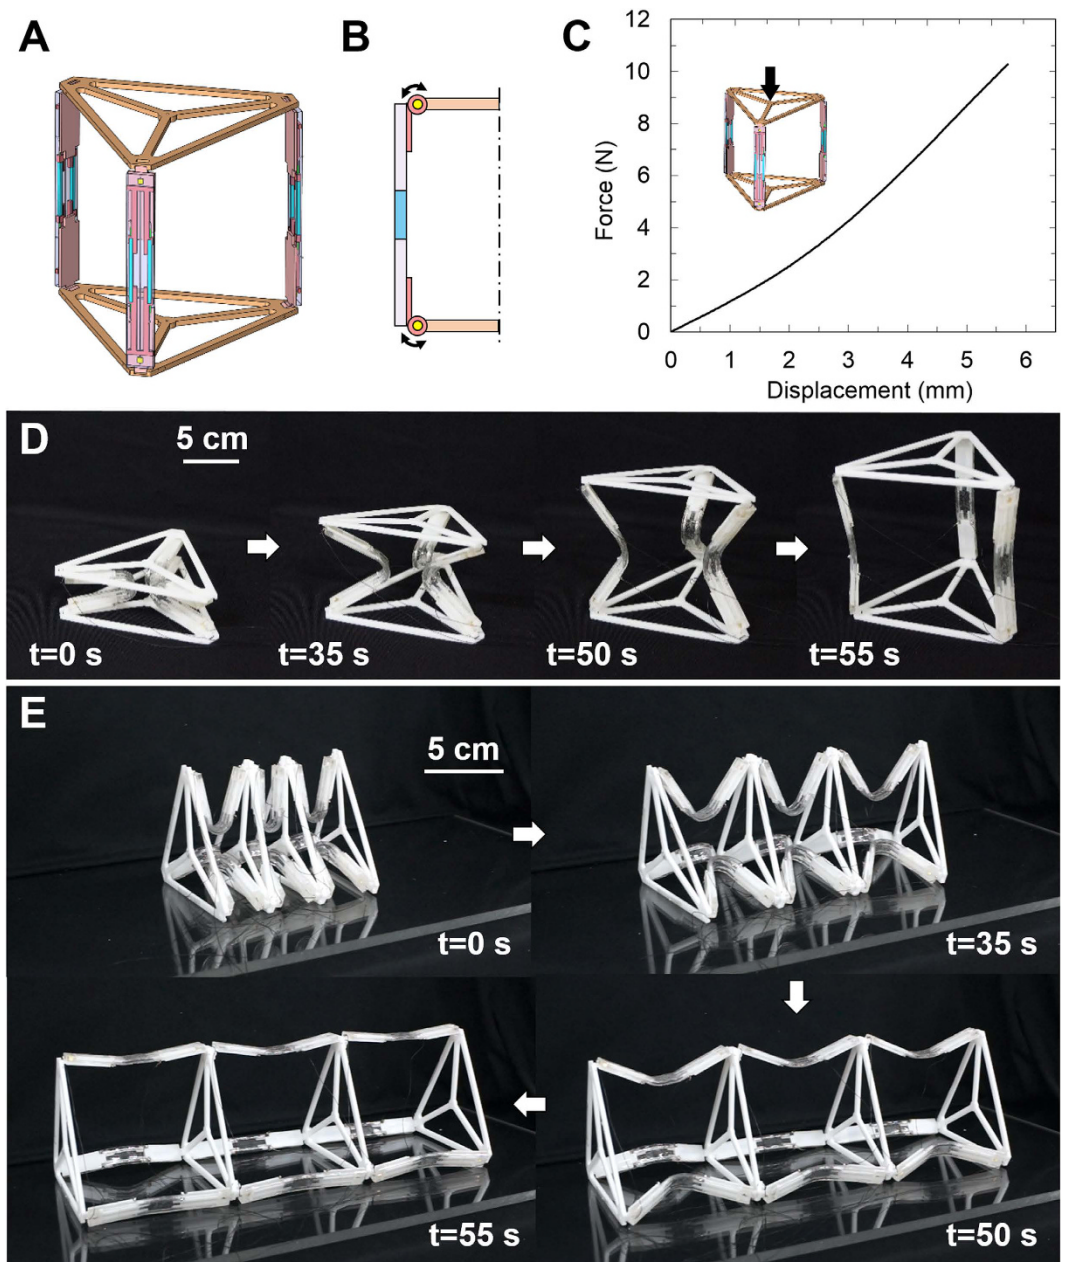 A
B
C
12
10
8
6
4
2
0
Force (N)
0 1 2 3 4 5 6
Displacement (mm)
D
5 cm
t=0 s
t=35 s
t=50 s
t=55 s
E
5 cm
t=0 s
t=35 s
t=55 s
t=50 s